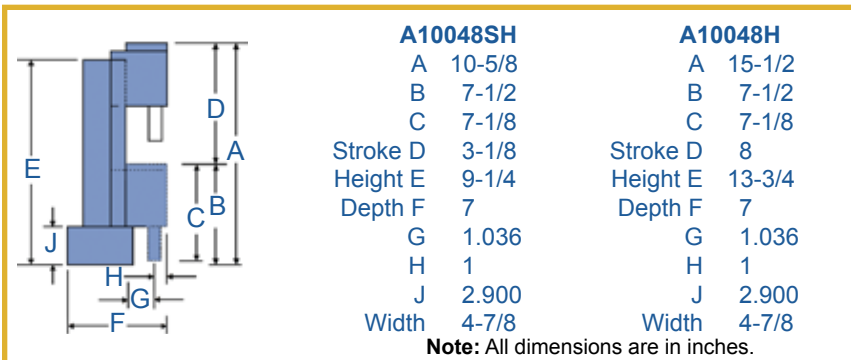 A10048SH A10048H
A 10-5/8 A 15-1/2
B 7-1/2 B 7-1/2
C 7-1/8 C 7-1/8
Stroke D 3-1/8 Stroke D 8
Height E 9-1/4 Height E 13-3/4
Depth F 7 Depth F 7
G 1.036 G 1.036
H 1 H 1
J 2.900 J 2.900
Width 4-7/8 Width 4-7/8
Note: All dimensions are in inches.
D
A
E
C B
J
H
G
F